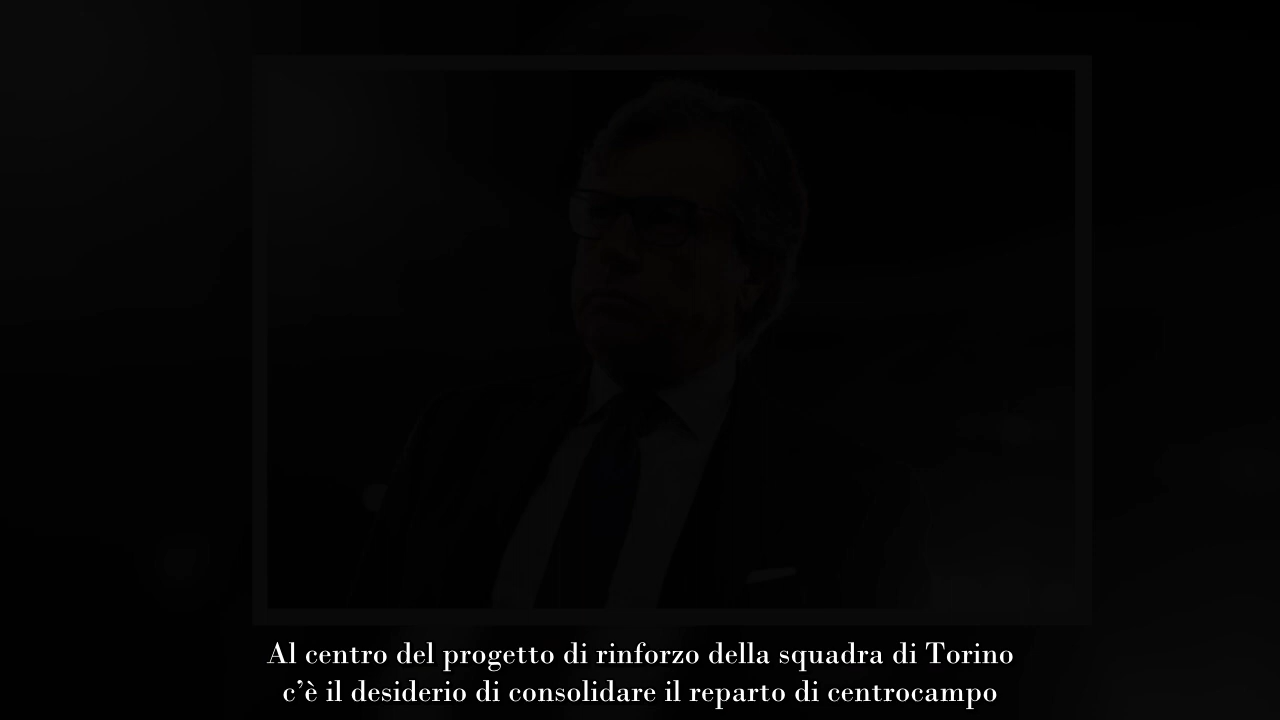 Al centro del progetto di rinforzo della squadra di Torino
c’è il desiderio di consolidare il reparto di centrocampo